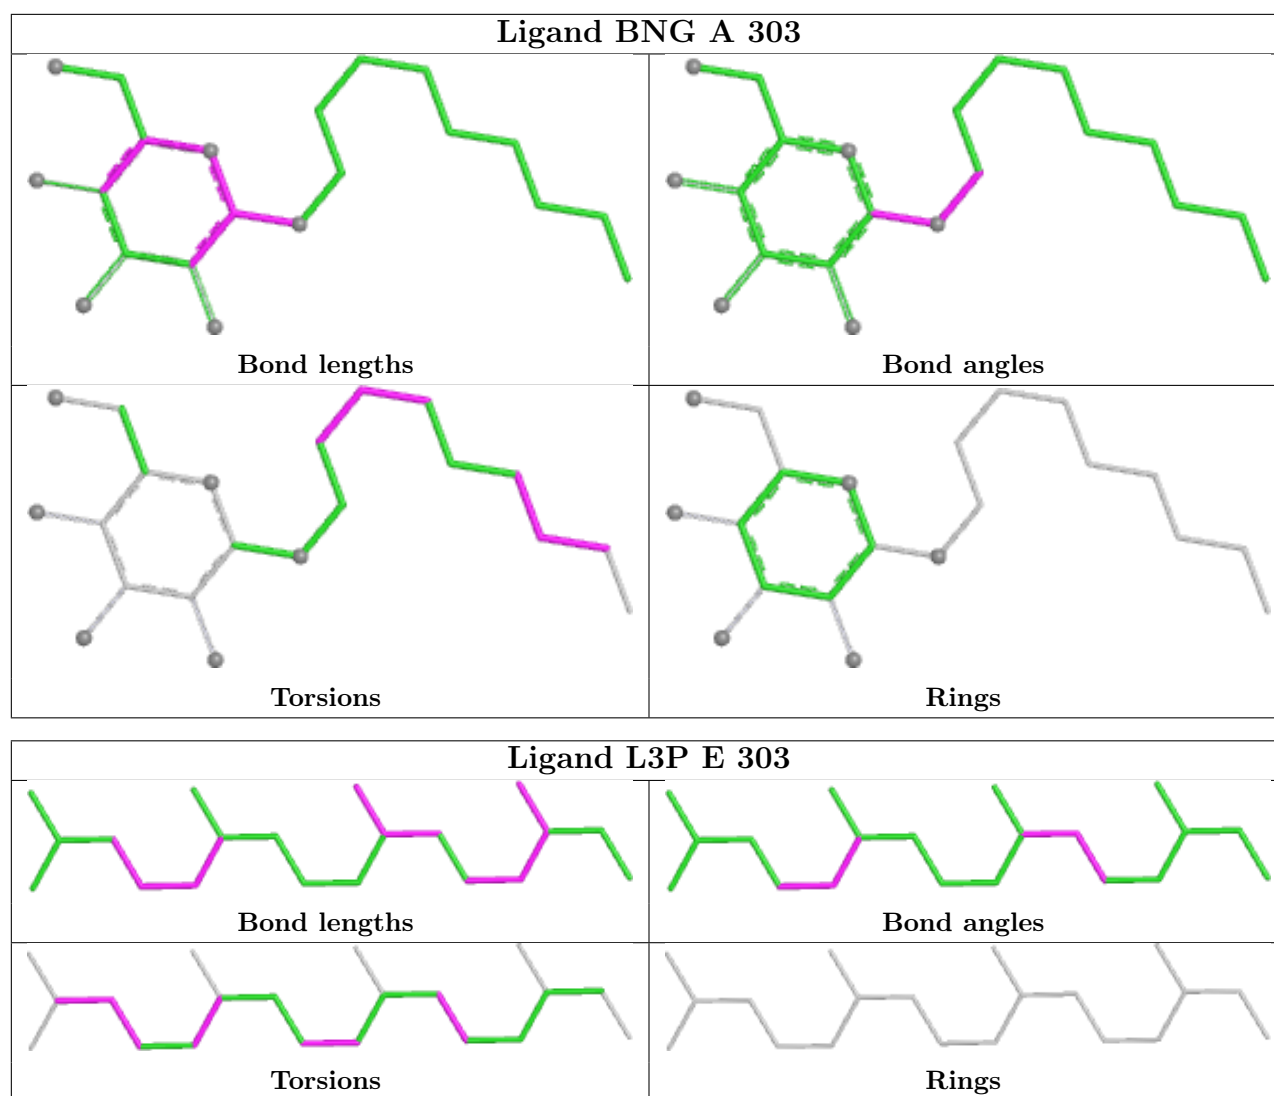 Ligand BNG A 303
Bond lengths
Bond angles
Torsions
Rings
Ligand L3P E 303
Bond lengths
Bond angles
Torsions
Rings